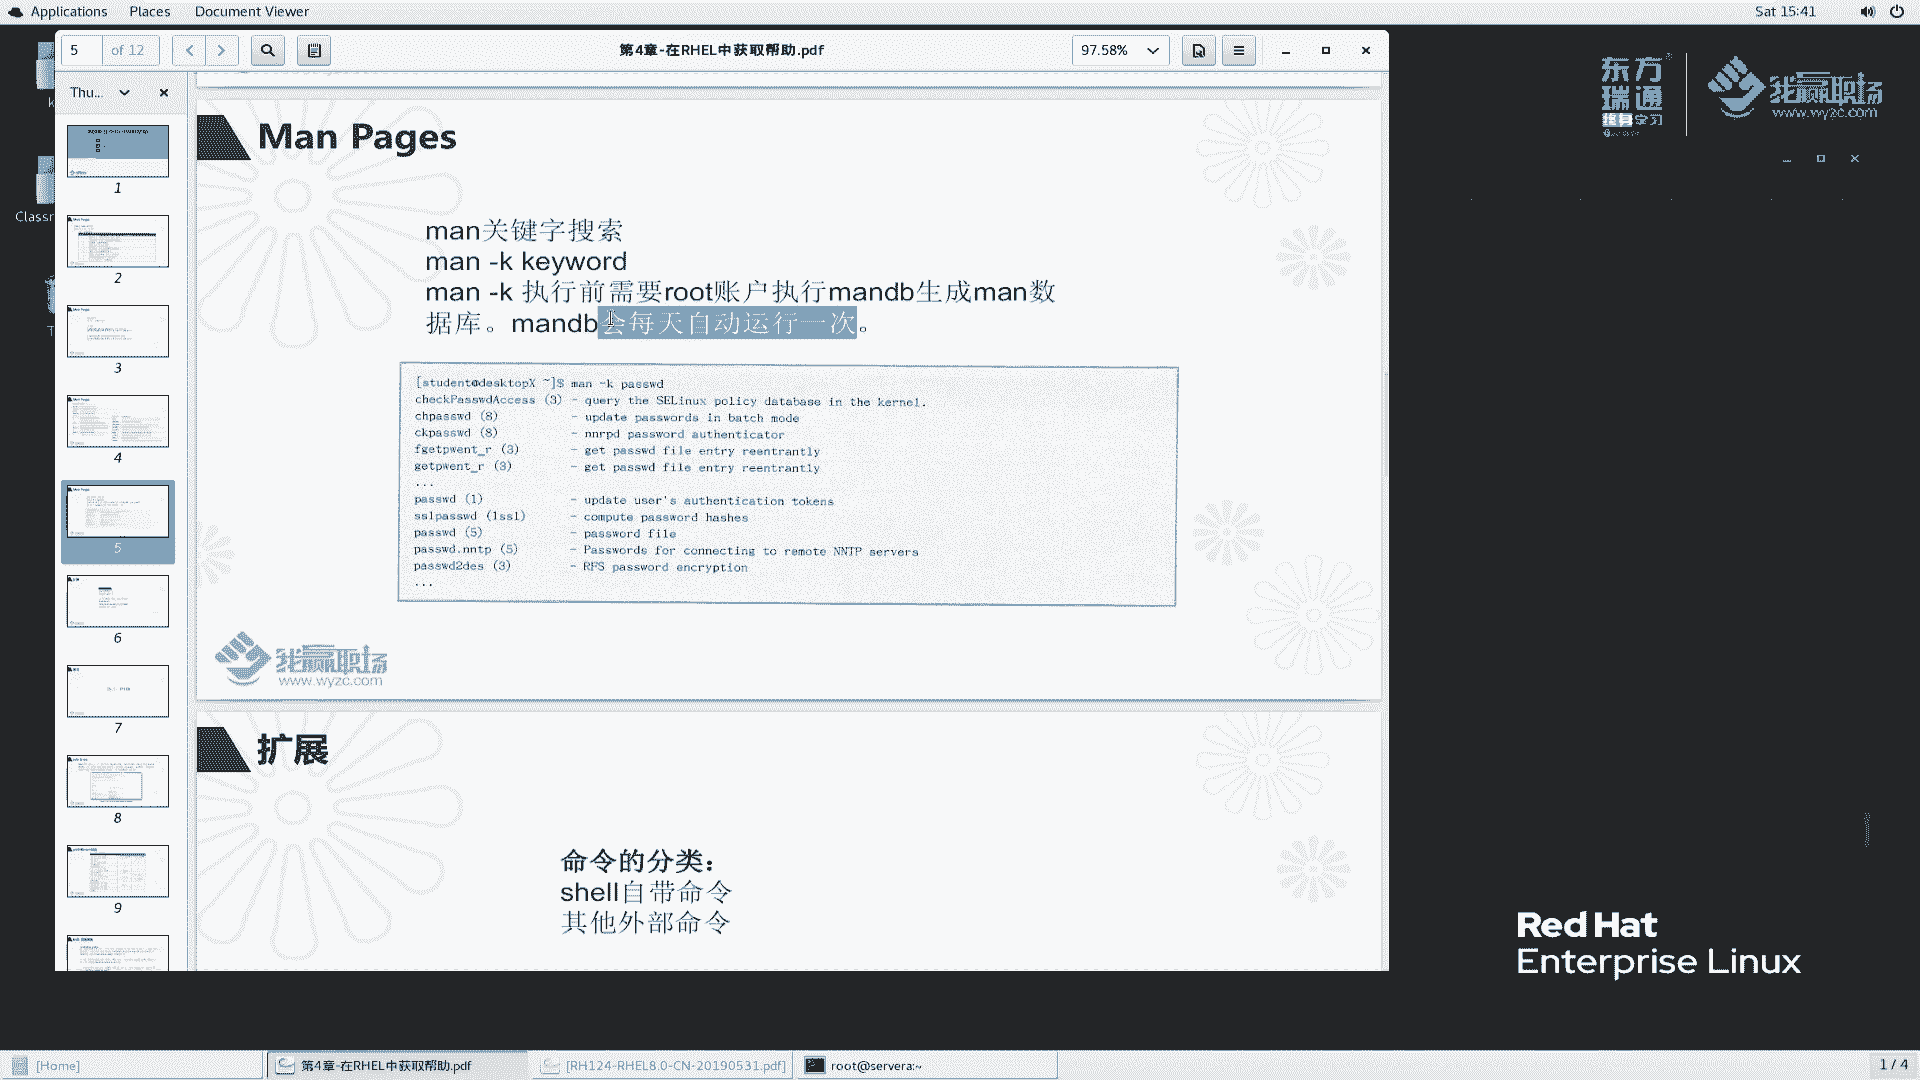 Applications Places Document Viewer Sat 15:41
5 of 12 第4章-在RHEL中获取帮助.pdf 97.58%
Thu...
1
2
3
4
5
6
7
8
9
Classr
Man Pages
man关键字搜索
man -k keyword
man -k 执行前需要root账户执行mandb生成man数
据库。mandb会每天自动运行一次。
[student@desktopX ~]$ man -k passwd
checkPasswdAccess (3) - query the SELinux policy database in the kernel.
chpasswd (8) - update passwords in batch mode
ckpasswd (8) - nnrpd password authenticator
fgetpwent_r (3) - get passwd file entry reentrantly
getpwent_r (3) - get passwd file entry reentrantly
...
passwd (1) - update user's authentication tokens
sslpasswd (1ssl) - compute password hashes
passwd (5) - password file
passwd.nntp (5) - Passwords for connecting to remote NNTP servers
passwd2des (3) - RFS password encryption
...
我赢职场
www.wyzc.com
扩展
命令的分类：
shell自带命令
其他外部命令
东方
瑞通
终身学习
我赢职场
www.wyzc.com
Red Hat
Enterprise Linux
[Home] 第4章-在RHEL中获取帮助.pdf [RH124-RHEL8.0-CN-20190531.pdf] root@servera:~ 1 / 4